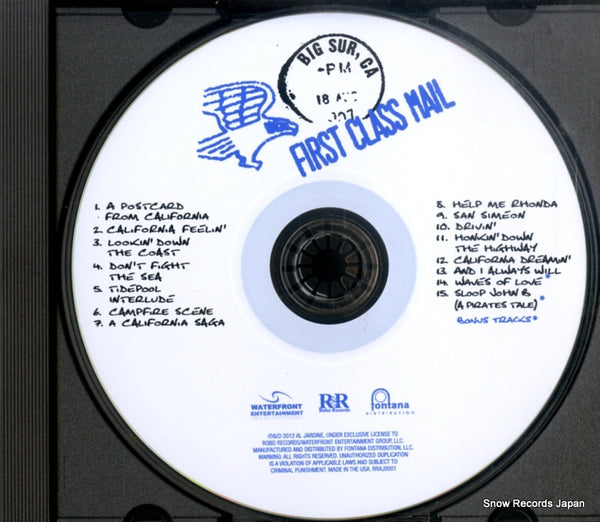 BIG SUR, CA
-PM
18 AUG
FIRST CLASS MAIL
1. A POSTCARD
FROM CALIFORNIA
2. CALIFORNIA FEELIN'
3. LOOKIN' DOWN
THE COAST
4. DON'T FIGHT
THE SEA
5. TIDEPOOL
INTERLUDE
6. CAMPFIRE SCENE
7. A CALIFORNIA SAGA
8. HELP ME RHONDA
9. SAN SIMEON
10. DRIVIN'
11. HONKIN' DOWN
THE HIGHWAY
12. CALIFORNIA DREAMIN'
13. AND I ALWAYS WILL
14. WAVES OF LOVE*
15. SLOOP JOHN B
(A PIRATES TALE)*
BONUS TRACKS*
WATERFRONT
ENTERTAINMENT
R&R
Robo Records
fontana
DISTRIBUTION
℗&© 2012 AL JARDINE, UNDER EXCLUSIVE LICENSE TO
ROBO RECORDS/WATERFRONT ENTERTAINMENT GROUP, LLC.
MANUFACTURED AND DISTRIBUTED BY FONTANA DISTRIBUTION, LLC.
WARNING: ALL RIGHTS RESERVED. UNAUTHORIZED DUPLICATION
IS A VIOLATION OF APPLICABLE LAWS AND SUBJECT TO
CRIMINAL PUNISHMENT. MADE IN THE USA. RRAJ0001
Snow Records Japan